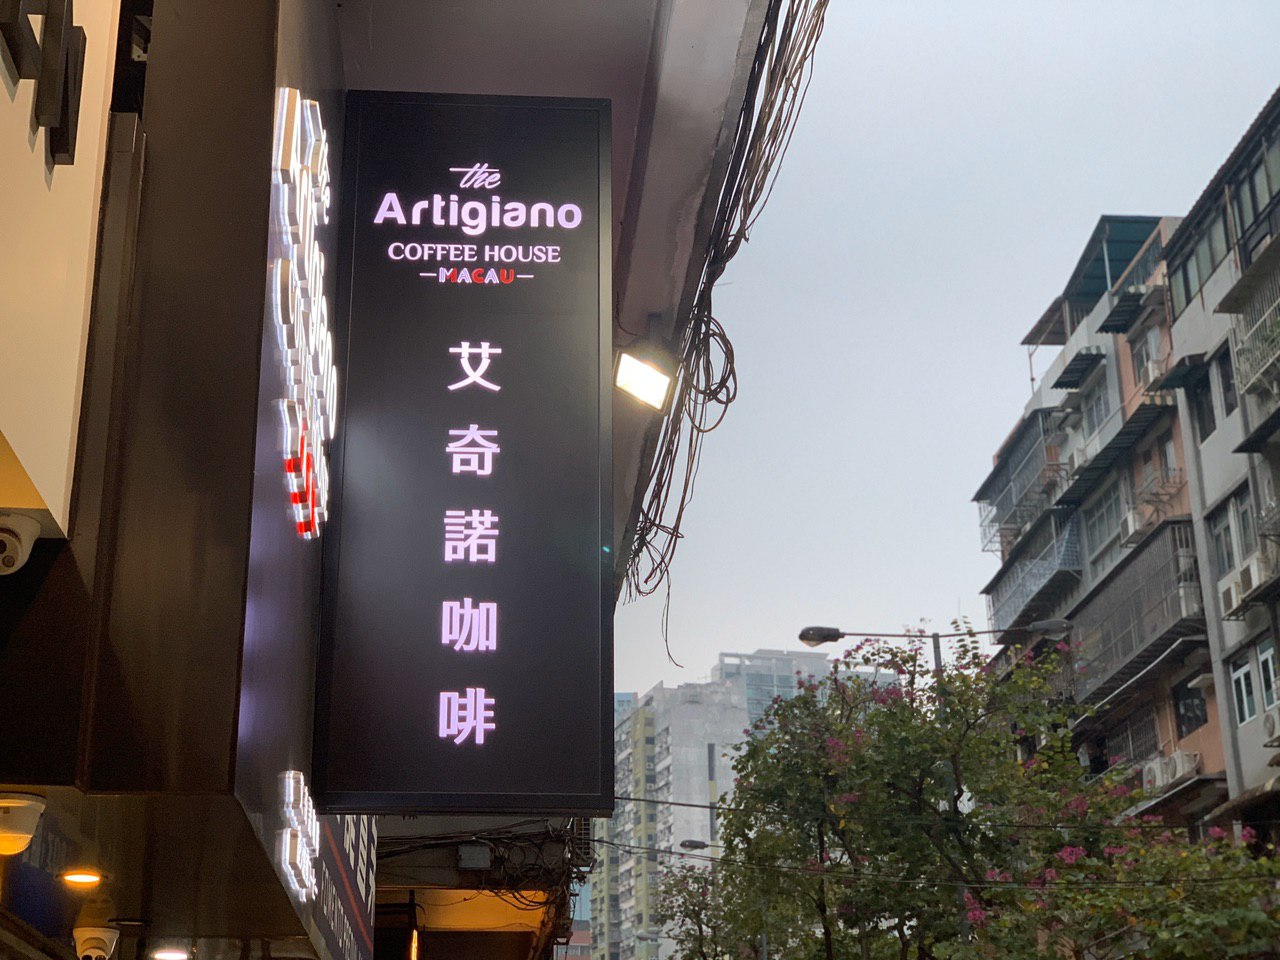 the
Artigiano
COFFEE HOUSE
MACAU
艾奇諾咖啡